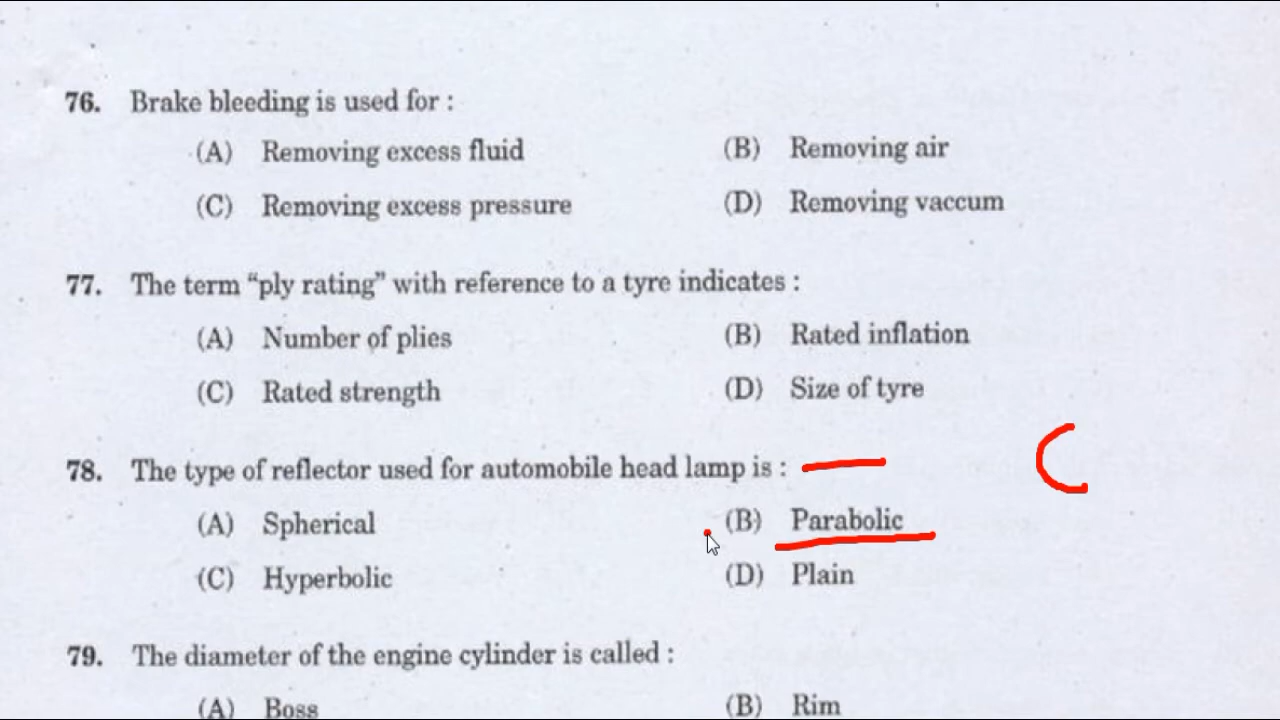 76. Brake bleeding is used for :
(A) Removing excess fluid (B) Removing air
(C) Removing excess pressure (D) Removing vaccum
77. The term “ply rating” with reference to a tyre indicates :
(A) Number of plies (B) Rated inflation
(C) Rated strength (D) Size of tyre
78. The type of reflector used for automobile head lamp is :
(A) Spherical (B) Parabolic
(C) Hyperbolic (D) Plain
79. The diameter of the engine cylinder is called :
(A) Boss (B) Rim